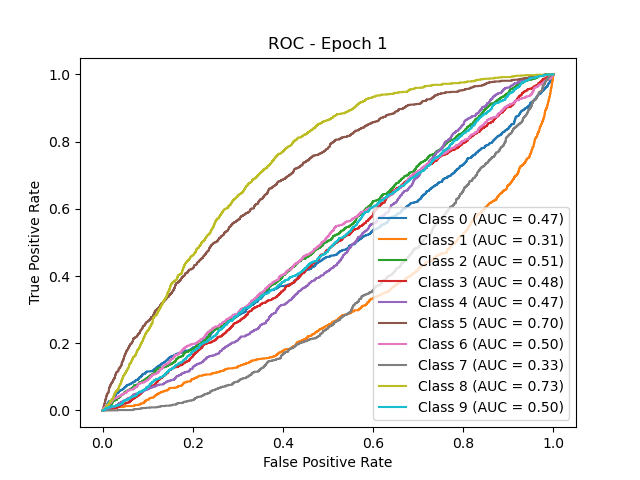 ROC - Epoch 1
True Positive Rate
1.0
0.8
0.6
0.4
0.2
0.0
Class 0 (AUC = 0.47)
Class 1 (AUC = 0.31)
Class 2 (AUC = 0.51)
Class 3 (AUC = 0.48)
Class 4 (AUC = 0.47)
Class 5 (AUC = 0.70)
Class 6 (AUC = 0.50)
Class 7 (AUC = 0.33)
Class 8 (AUC = 0.73)
Class 9 (AUC = 0.50)
0.0 0.2 0.4 0.6 0.8 1.0
False Positive Rate